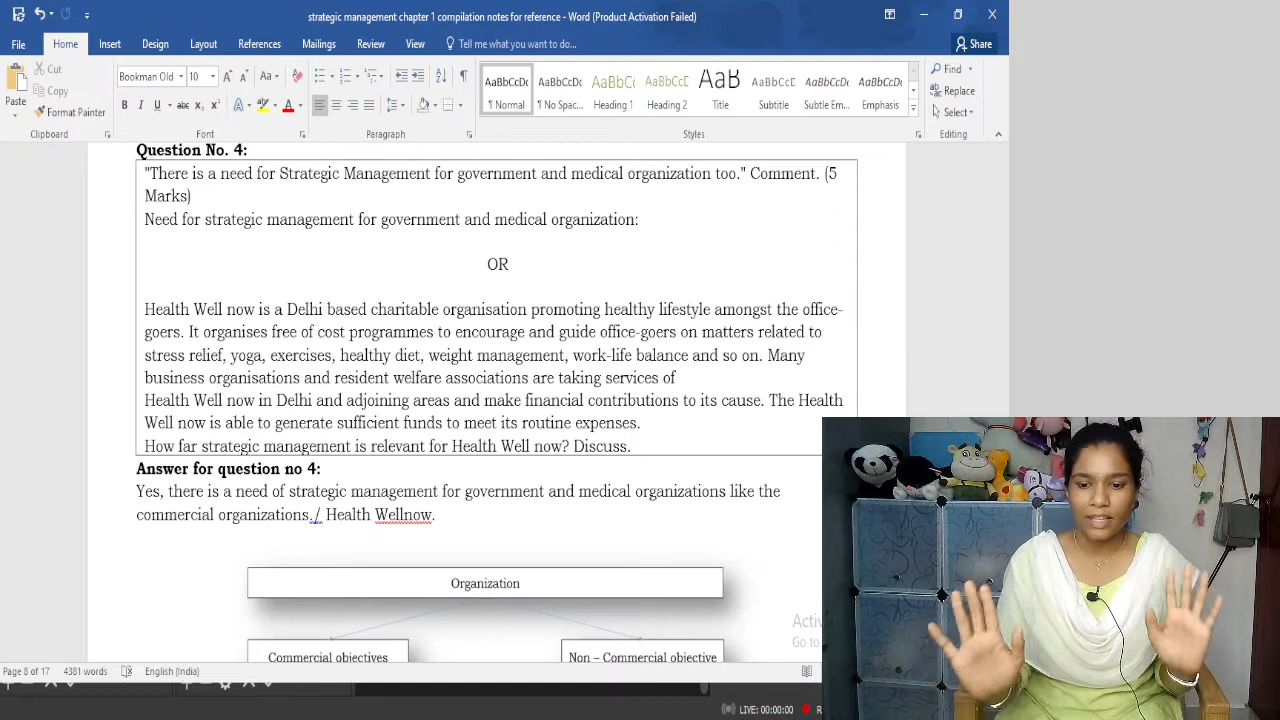 strategic management chapter 1 compilation notes for reference - Word (Product Activation Failed)
File Home Insert Design Layout References Mailings Review View Tell me what you want to do... Share
Paste Cut Copy Format Painter
Clipboard
Bookman Old 10
Font
Paragraph
AaBbCcDc AaBbCcDc AaBbCc AaBbCcD AaB AaBbCcD AaBbCcDc AaBbCcDc
¶ Normal ¶ No Spac... Heading 1 Heading 2 Title Subtitle Subtle Em... Emphasis
Styles
Find Replace Select
Editing
Question No. 4:
"There is a need for Strategic Management for government and medical organization too." Comment. (5
Marks)
Need for strategic management for government and medical organization:
OR
Health Well now is a Delhi based charitable organisation promoting healthy lifestyle amongst the office-
goers. It organises free of cost programmes to encourage and guide office-goers on matters related to
stress relief, yoga, exercises, healthy diet, weight management, work-life balance and so on. Many
business organisations and resident welfare associations are taking services of
Health Well now in Delhi and adjoining areas and make financial contributions to its cause. The Health
Well now is able to generate sufficient funds to meet its routine expenses.
How far strategic management is relevant for Health Well now? Discuss.
Answer for question no 4:
Yes, there is a need of strategic management for government and medical organizations like the
commercial organizations./ Health Wellnow.
Organization
Commercial objectives Non – Commercial objective
Go to
Page 8 of 17 4381 words English (India)
LIVE: 00:00:00